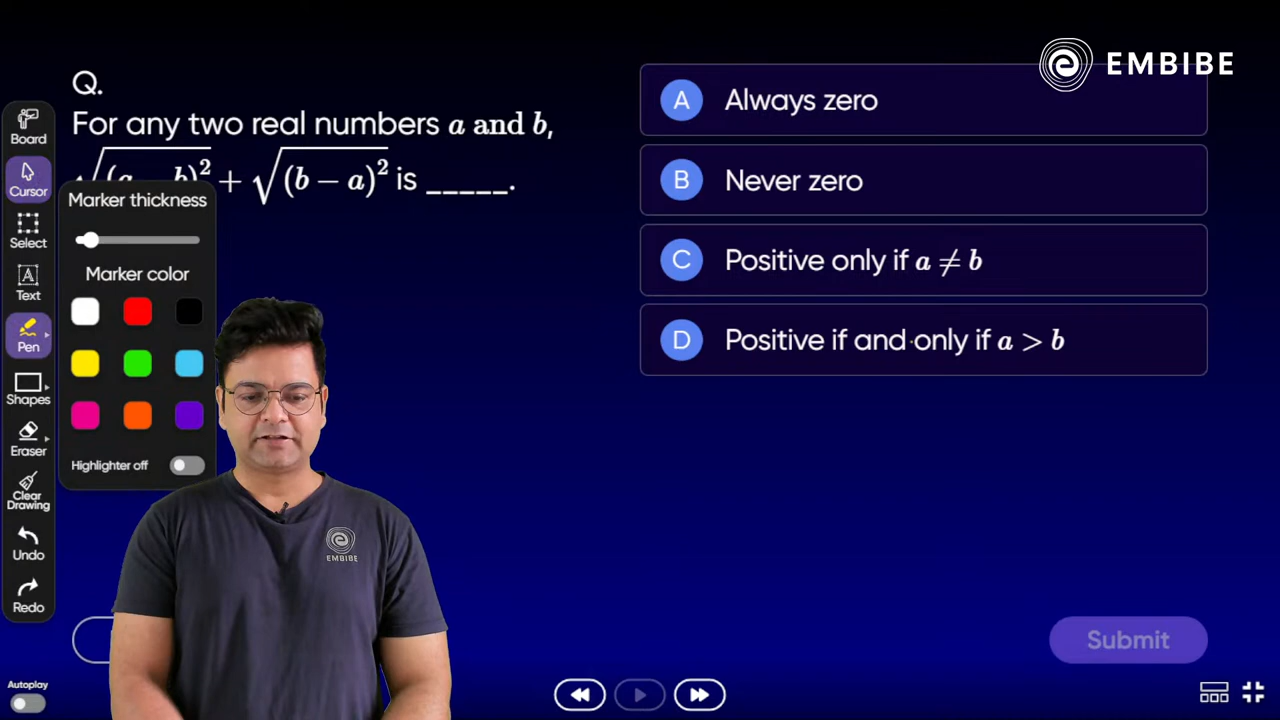 EMBIBE
Q.
For any two real numbers a and b,
√(a − b)² + √(b − a)² is _____.
A Always zero
B Never zero
C Positive only if a ≠ b
D Positive if and only if a > b
Board
Cursor
Select
Text
Pen
Shapes
Eraser
Clear
Drawing
Undo
Redo
Autoplay
Marker thickness
Marker color
Highlighter off
EMBIBE
Submit